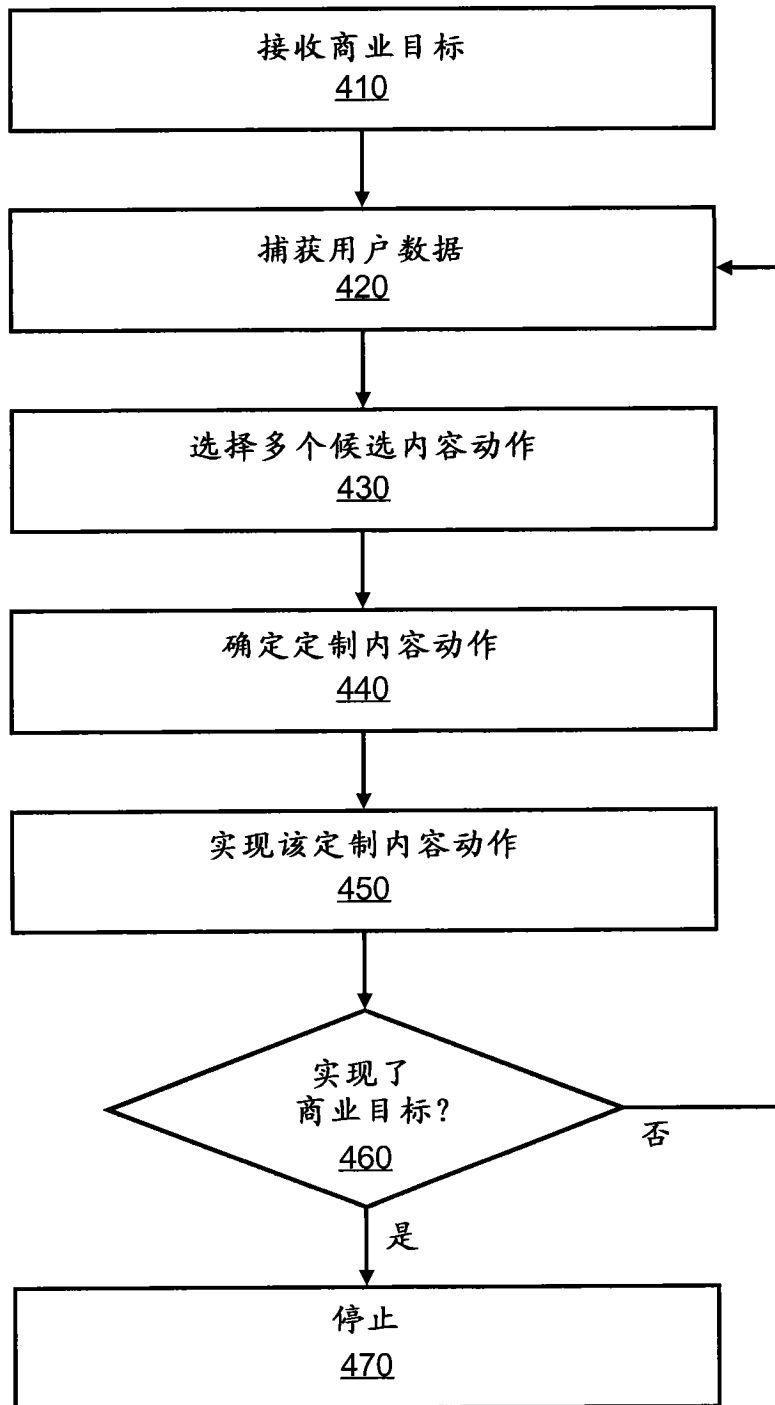 接收商业目标
410
捕获用户数据
420
选择多个候选内容动作
430
确定定制内容动作
440
实现该定制内容动作
450
实现了
商业目标?
460
否
是
停止
470